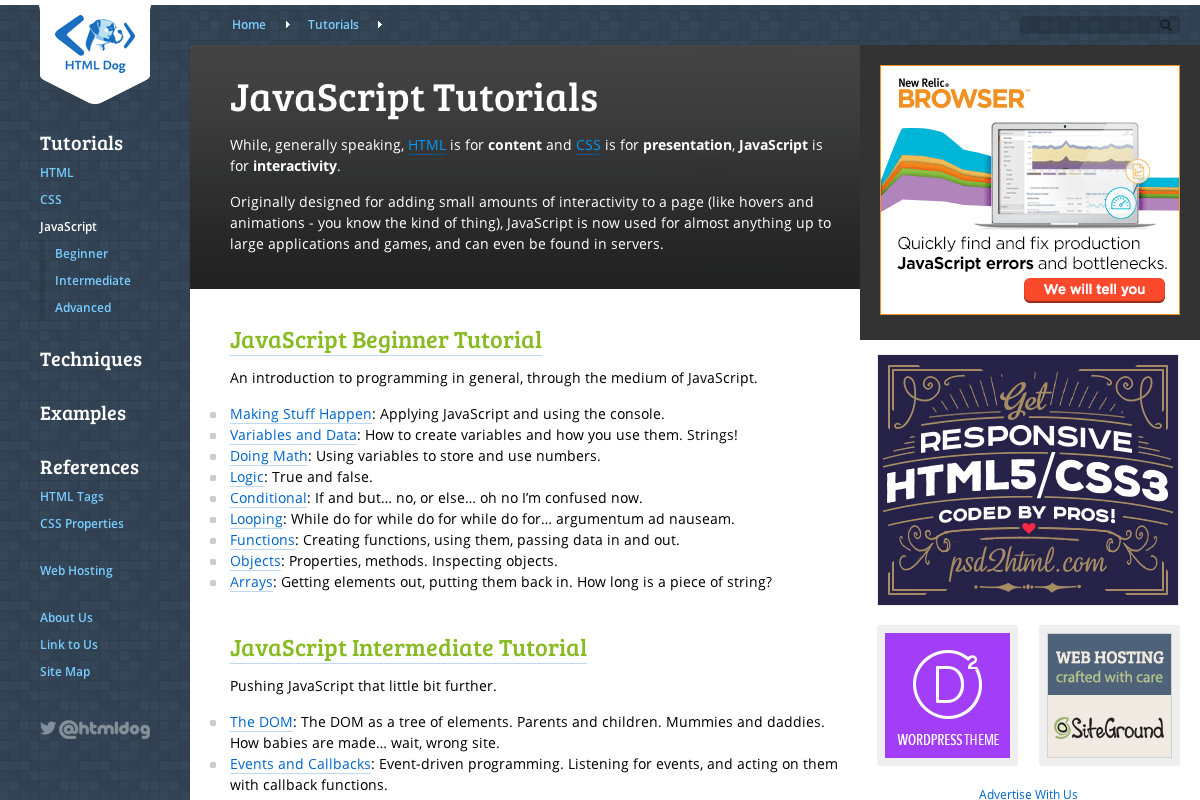 HTML Dog
Home
Tutorials
Tutorials
HTML
CSS
JavaScript
Beginner
Intermediate
Advanced
Techniques
Examples
References
HTML Tags
CSS Properties
Web Hosting
About Us
Link to Us
Site Map
@htmldog
JavaScript Tutorials
While, generally speaking, HTML is for content and CSS is for presentation, JavaScript is
for interactivity.
Originally designed for adding small amounts of interactivity to a page (like hovers and
animations - you know the kind of thing), JavaScript is now used for almost anything up to
large applications and games, and can even be found in servers.
JavaScript Beginner Tutorial
An introduction to programming in general, through the medium of JavaScript.
Making Stuff Happen: Applying JavaScript and using the console.
Variables and Data: How to create variables and how you use them. Strings!
Doing Math: Using variables to store and use numbers.
Logic: True and false.
Conditional: If and but… no, or else… oh no I’m confused now.
Looping: While do for while do for while do for… argumentum ad nauseam.
Functions: Creating functions, using them, passing data in and out.
Objects: Properties, methods. Inspecting objects.
Arrays: Getting elements out, putting them back in. How long is a piece of string?
JavaScript Intermediate Tutorial
Pushing JavaScript that little bit further.
The DOM: The DOM as a tree of elements. Parents and children. Mummies and daddies.
How babies are made… wait, wrong site.
Events and Callbacks: Event-driven programming. Listening for events, and acting on them
with callback functions.
New Relic.
BROWSER™
Quickly find and fix production
JavaScript errors and bottlenecks.
We will tell you
Get
RESPONSIVE
HTML5/CSS3
CODED BY PROS!
psd2html.com
D2
WORDPRESS THEME
WEB HOSTING
crafted with care
SiteGround
Advertise With Us